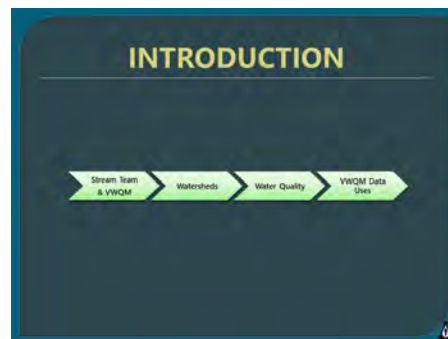 INTRODUCTION
Stream Team
& VWQM
Watersheds
Water Quality
VWQM Data
Uses